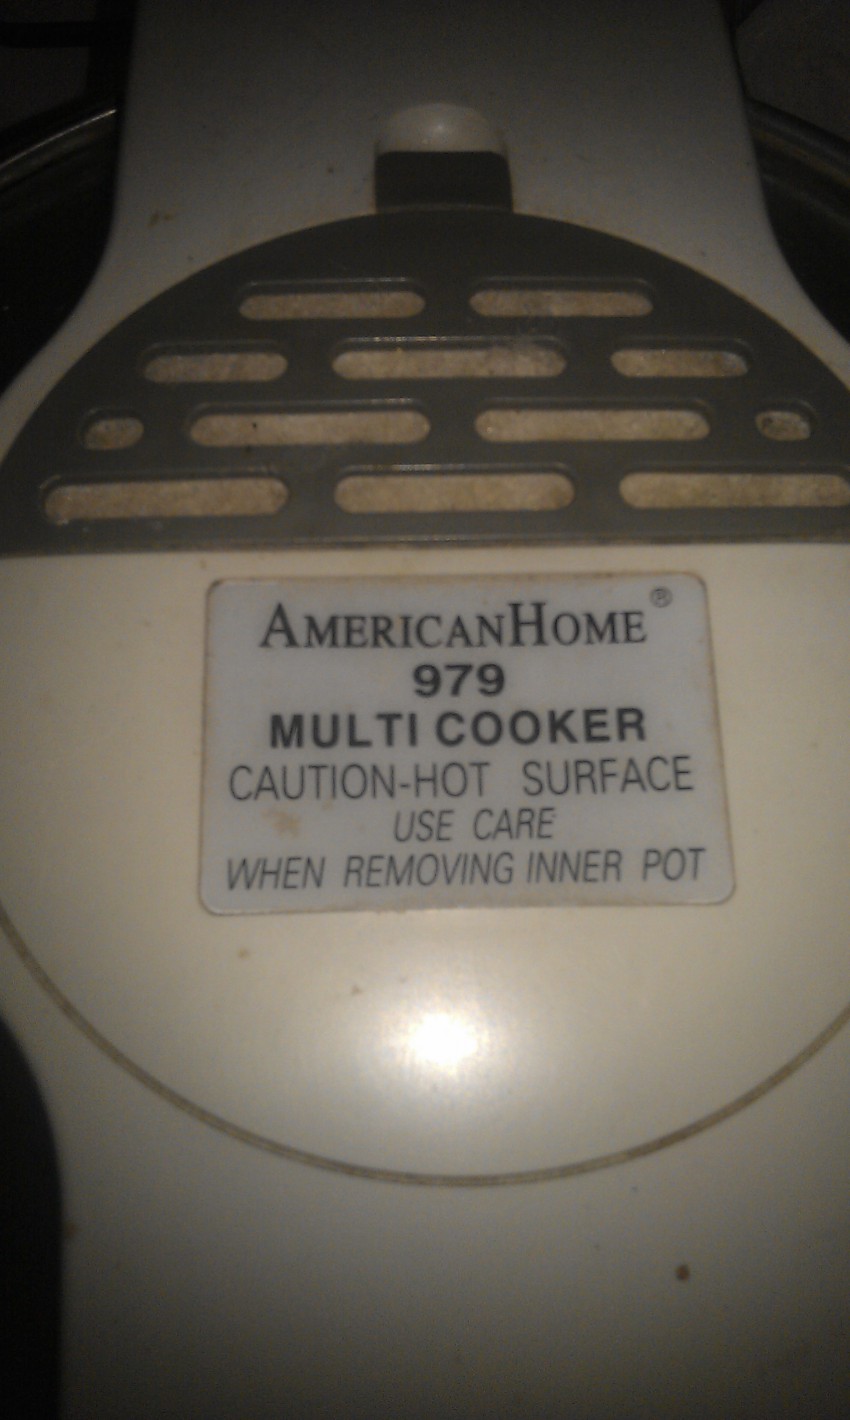 AMERICANHOME®
979
MULTI COOKER
CAUTION-HOT SURFACE
USE CARE
WHEN REMOVING INNER POT